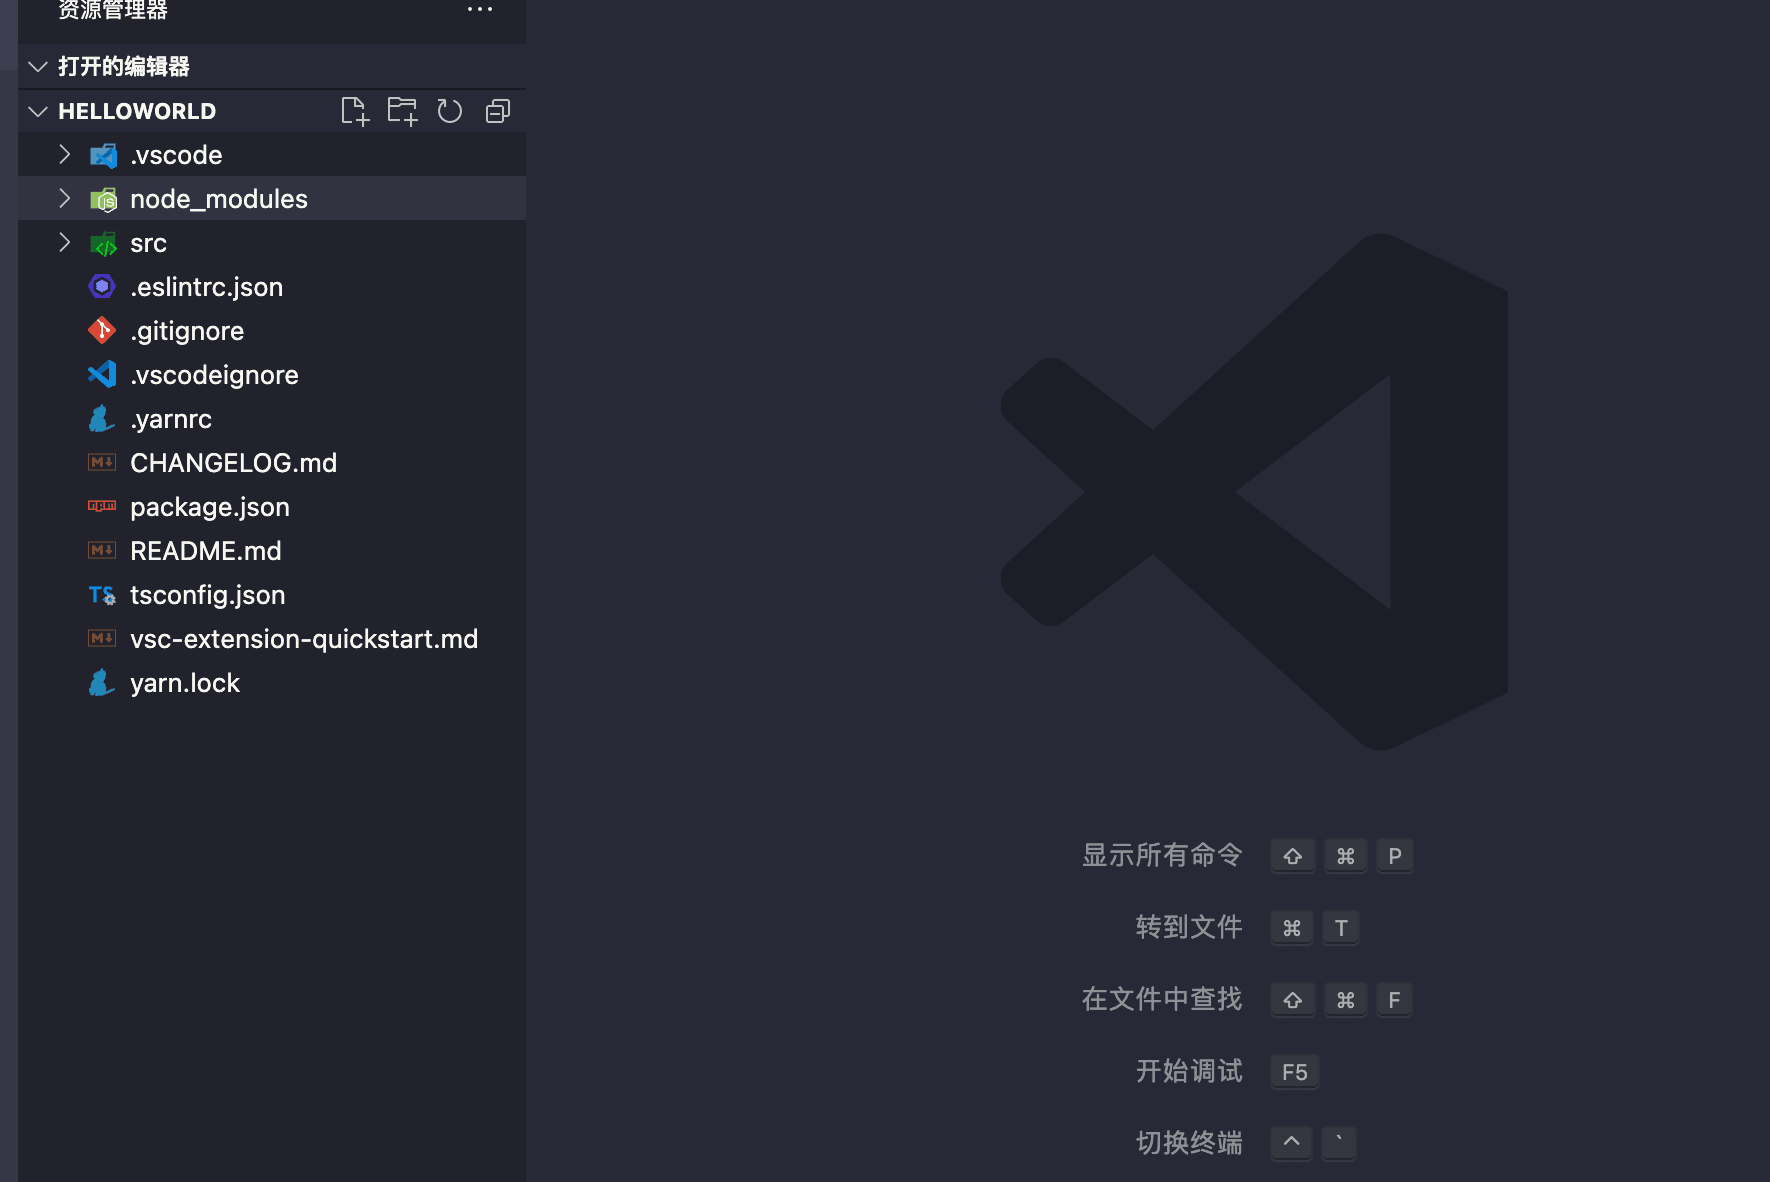 资源管理器
打开的编辑器
HELLOWORLD
.vscode
node_modules
src
.eslintrc.json
.gitignore
.vscodeignore
.yarnrc
CHANGELOG.md
package.json
README.md
tsconfig.json
vsc-extension-quickstart.md
yarn.lock
显示所有命令 ⇧ ⌘ P
转到文件 ⌘ T
在文件中查找 ⇧ ⌘ F
开始调试 F5
切换终端 ^ `